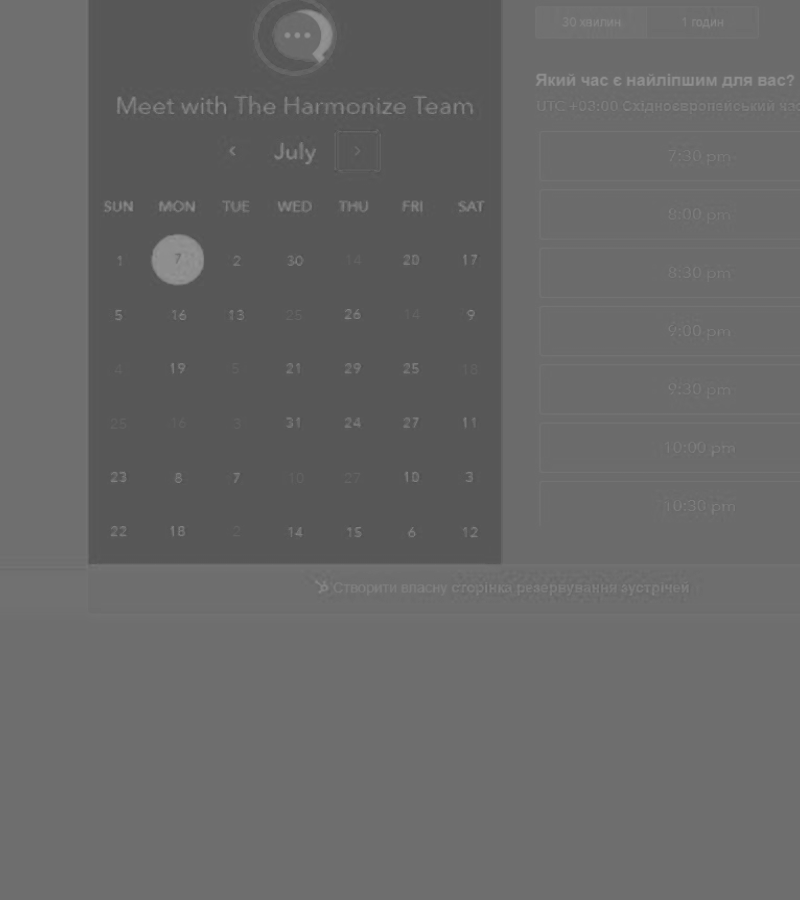 30 хвилин 1 годин
Meet with The Harmonize Team
July
SUN MON TUE WED THU FRI SAT
1 7 2 30 14 20 17
5 16 13 25 26 14 9
4 19 5 21 29 25 18
25 16 3 31 24 27 11
23 8 7 10 27 10 3
22 18 2 14 15 6 12
Який час є найліпшим для вас?
UTC +03:00 Східноєвропейський час
7:30 pm
8:00 pm
8:30 pm
9:00 pm
9:30 pm
10:00 pm
10:30 pm
Створити власну сторінка резервування зустрічей